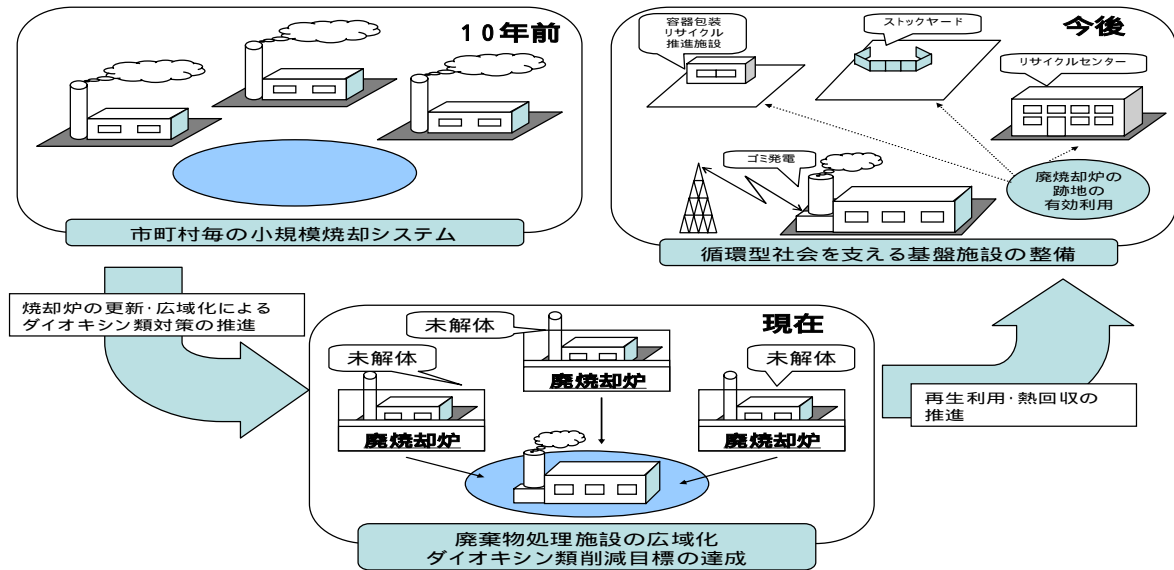 10年前
市町村毎の小規模焼却システム
焼却炉の更新･広域化による
ダイオキシン類対策の推進
未解体
未解体
未解体
現在
廃焼却炉
廃焼却炉
廃焼却炉
廃棄物処理施設の広域化
ダイオキシン類削減目標の達成
再生利用･熱回収の
推進
今後
容器包装
リサイクル
推進施設
ストックヤード
リサイクルセンター
ゴミ発電
廃焼却炉の
跡地の
有効利用
循環型社会を支える基盤施設の整備